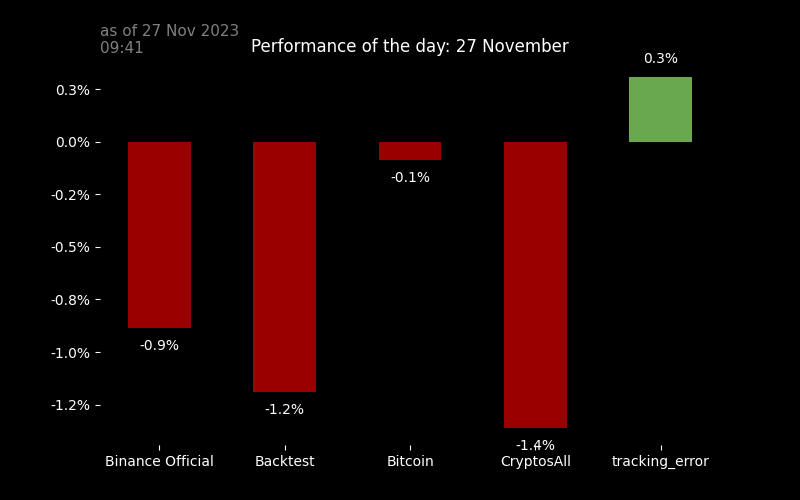 as of 27 Nov 2023
09:41
Performance of the day: 27 November
0.3%
0.3%
0.0%
-0.2%
-0.5%
-0.8%
-1.0%
-1.2%
-0.9%
-1.2%
-0.1%
-1.4%
Binance Official
Backtest
Bitcoin
CryptosAll
tracking_error